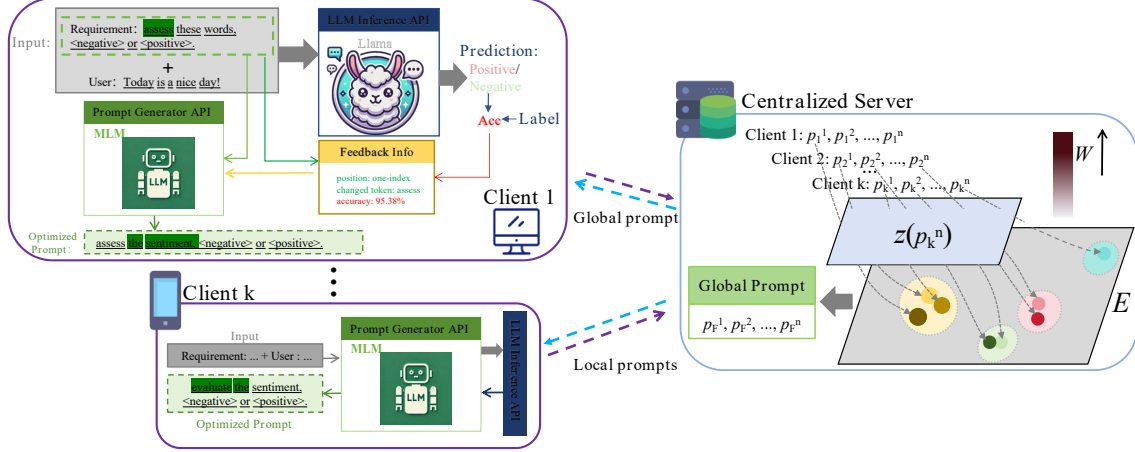 Input:
Requirement: assess these words,
<negative> or <positive>.
+
User: Today is a nice day!
LLM Inference API
Llama
Prediction:
Positive/
Negative
Acc
Label
Prompt Generator API
MLM
LLM
Feedback Info
position: one-index
changed token: assess
accuracy: 95.38%
Client 1
Optimized
Prompt:
assess the sentiment, <negative> or <positive>.
Client k
Input
Requirement: ... + User : ...
evaluate the sentiment,
<negative> or <positive>.
Optimized Prompt
Prompt Generator API
MLM
LLM
LLM Inference API
Global prompt
Local prompts
Centralized Server
Client 1: p₁¹, p₁², ..., p₁ⁿ
Client 2: p₂¹, p₂², ..., p₂ⁿ
...
Client k: pₖ¹, pₖ², ..., pₖⁿ
W
z(pₖⁿ)
E
Global Prompt
p_F¹, p_F², ..., p_Fⁿ